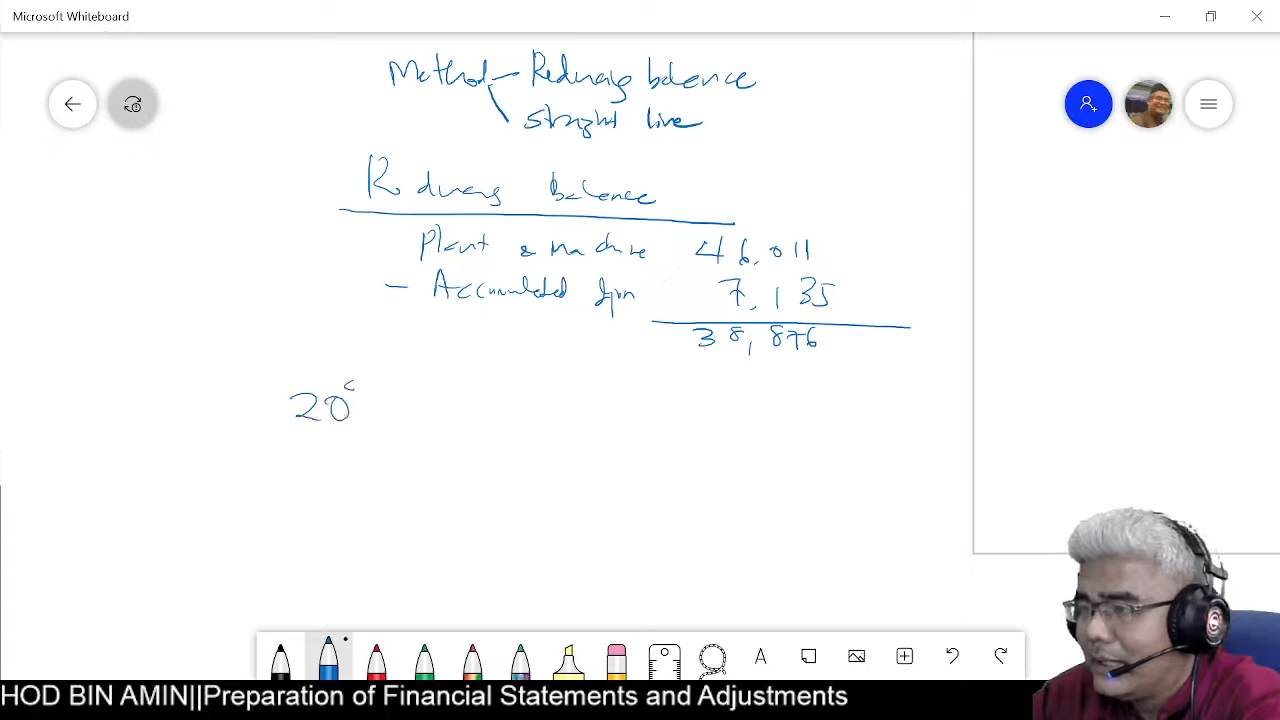 Microsoft Whiteboard
Method - Reducing balance
straight line
Reducing Balance
Plant & Machine 46,011
- Accumulated dpn 7,135
38,876
20
HOD BIN AMIN||Preparation of Financial Statements and Adjustments